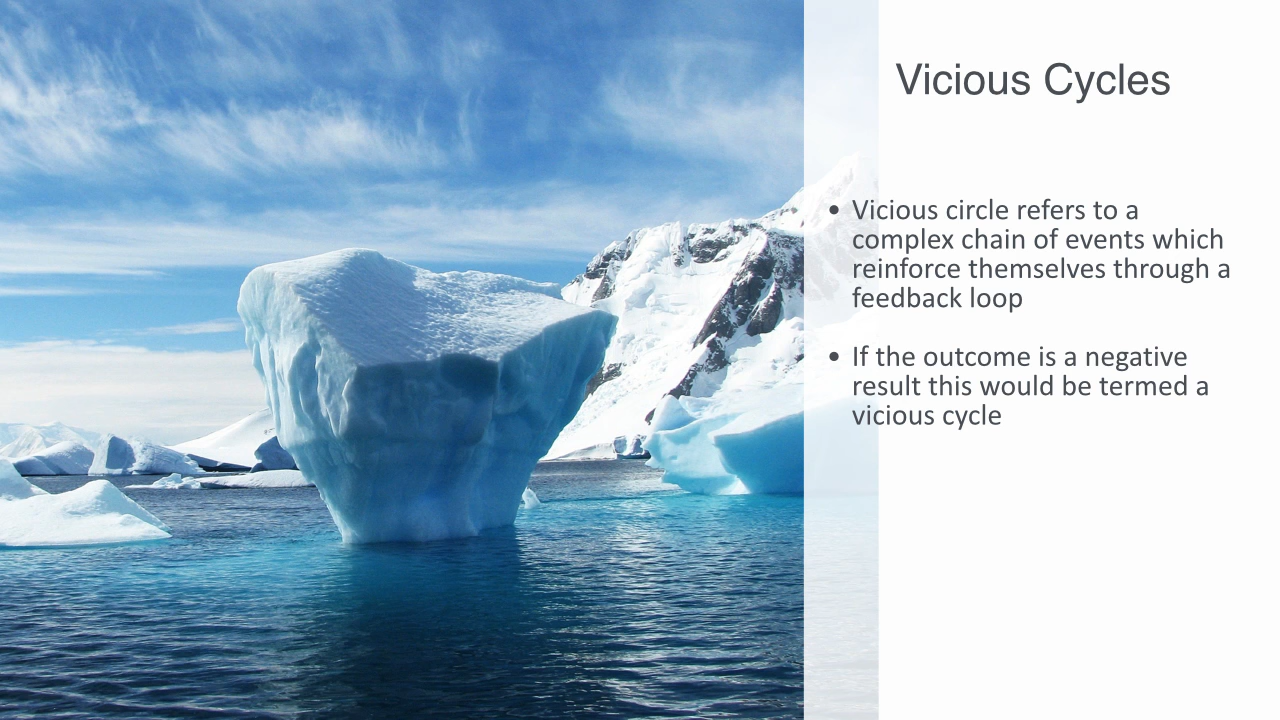 Vicious Cycles
• Vicious circle refers to a
complex chain of events which
reinforce themselves through a
feedback loop
• If the outcome is a negative
result this would be termed a
vicious cycle